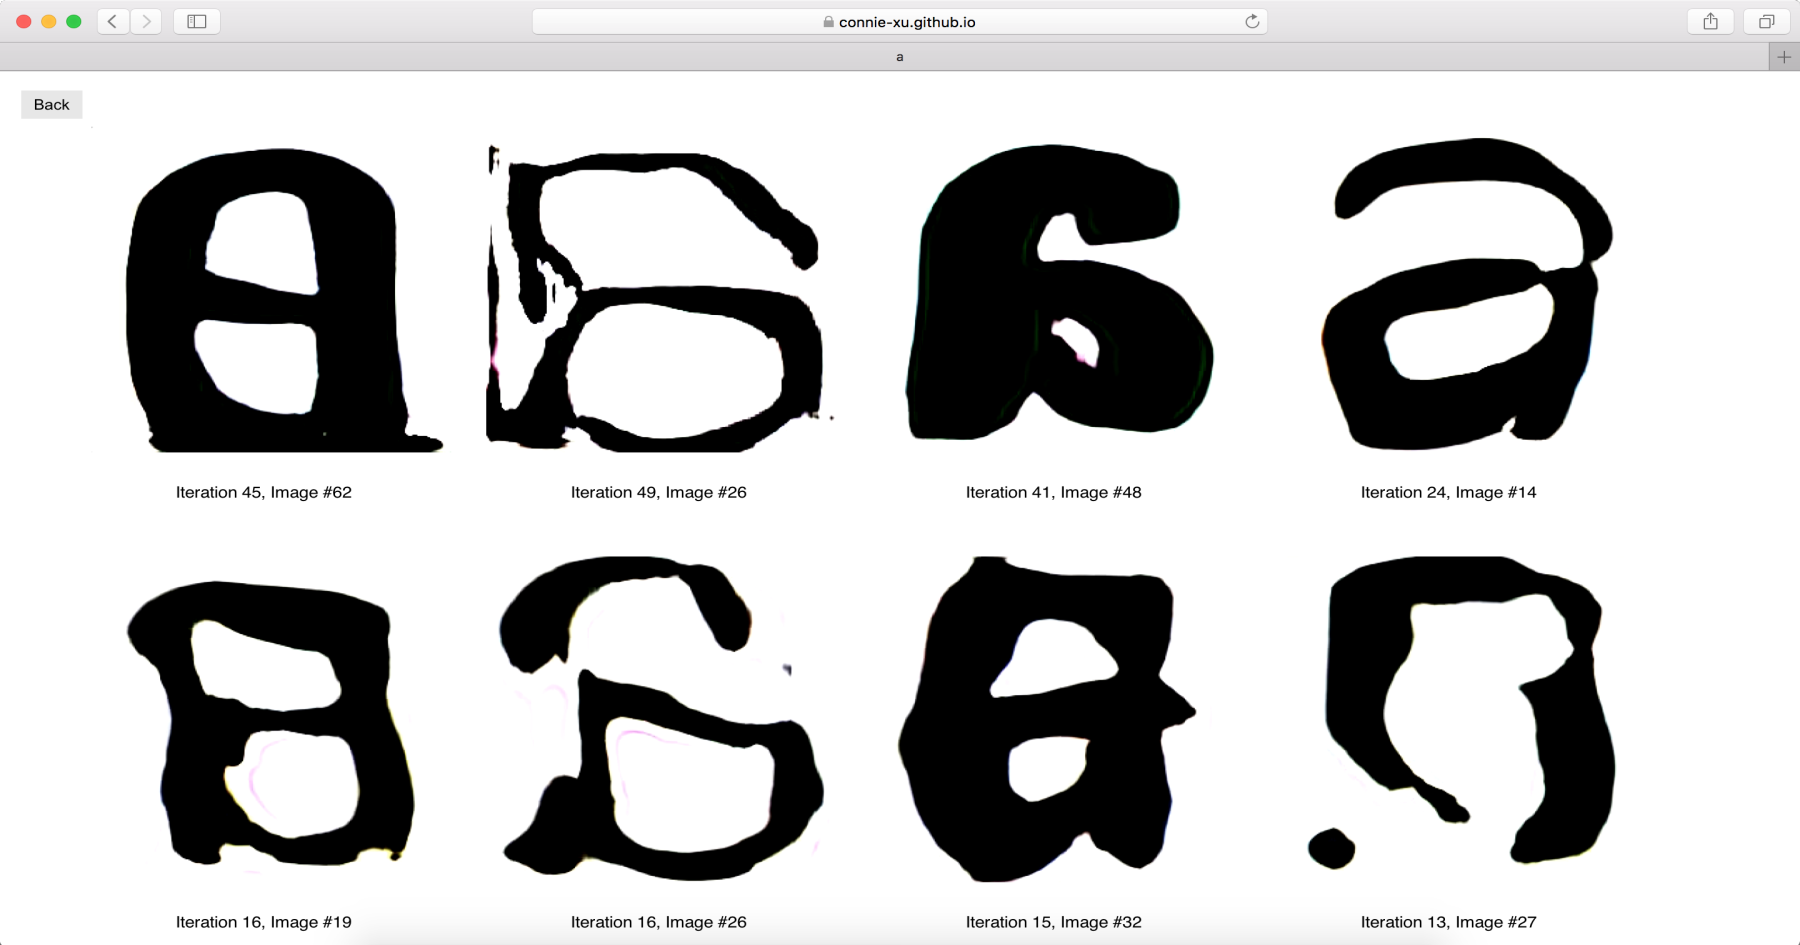 connie-xu.github.io
a
Back
Iteration 45, Image #62
Iteration 49, Image #26
Iteration 41, Image #48
Iteration 24, Image #14
Iteration 16, Image #19
Iteration 16, Image #26
Iteration 15, Image #32
Iteration 13, Image #27